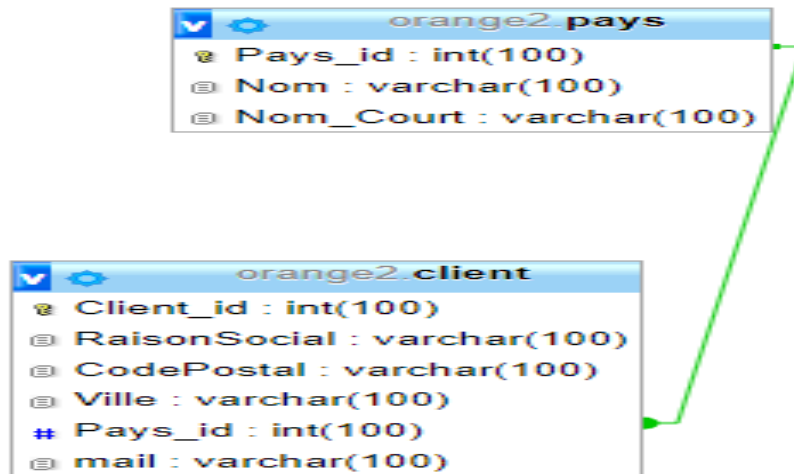 orange2.pays
Pays_id : int(100)
Nom : varchar(100)
Nom_Court : varchar(100)
orange2.client
Client_id : int(100)
RaisonSocial : varchar(100)
CodePostal : varchar(100)
Ville : varchar(100)
# Pays_id : int(100)
mail : varchar(100)